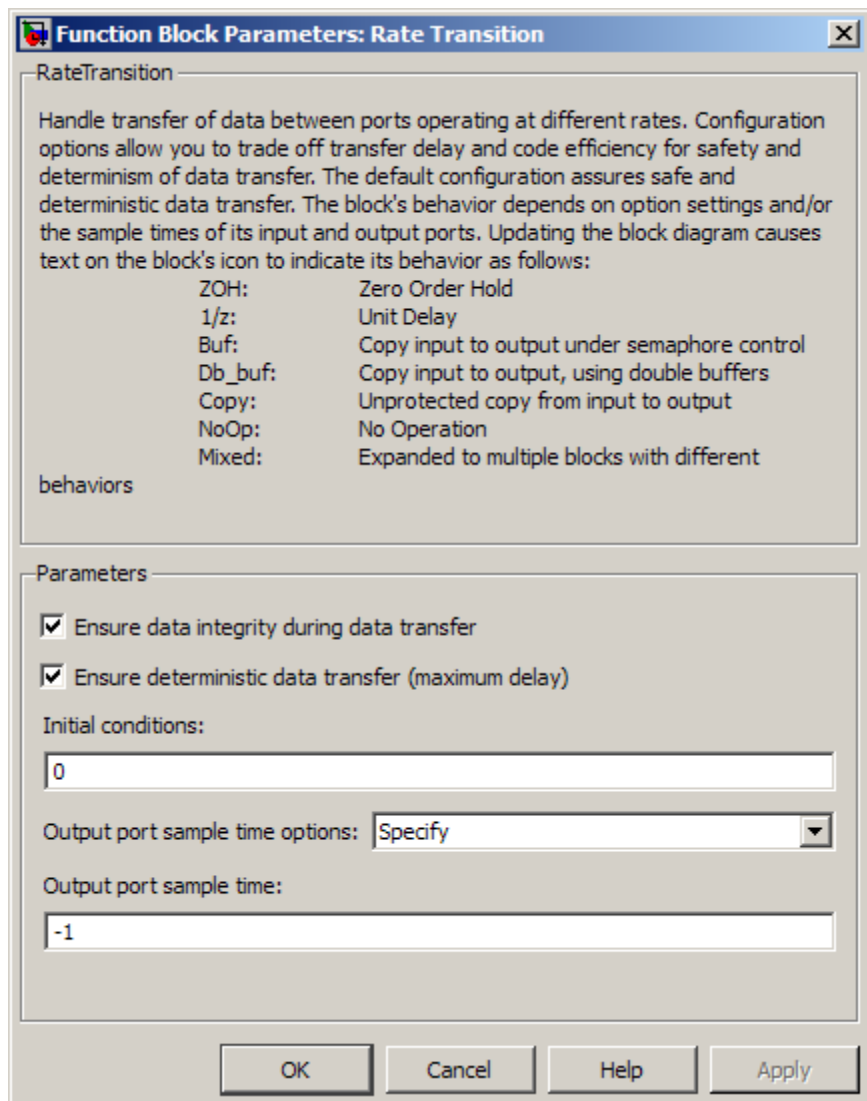 Function Block Parameters: Rate Transition
RateTransition
Handle transfer of data between ports operating at different rates. Configuration
options allow you to trade off transfer delay and code efficiency for safety and
determinism of data transfer. The default configuration assures safe and
deterministic data transfer. The block's behavior depends on option settings and/or
the sample times of its input and output ports. Updating the block diagram causes
text on the block's icon to indicate its behavior as follows:
ZOH: Zero Order Hold
1/z: Unit Delay
Buf: Copy input to output under semaphore control
Db_buf: Copy input to output, using double buffers
Copy: Unprotected copy from input to output
NoOp: No Operation
Mixed: Expanded to multiple blocks with different
behaviors
Parameters
Ensure data integrity during data transfer
Ensure deterministic data transfer (maximum delay)
Initial conditions:
0
Output port sample time options: Specify
Output port sample time:
-1
OK Cancel Help Apply